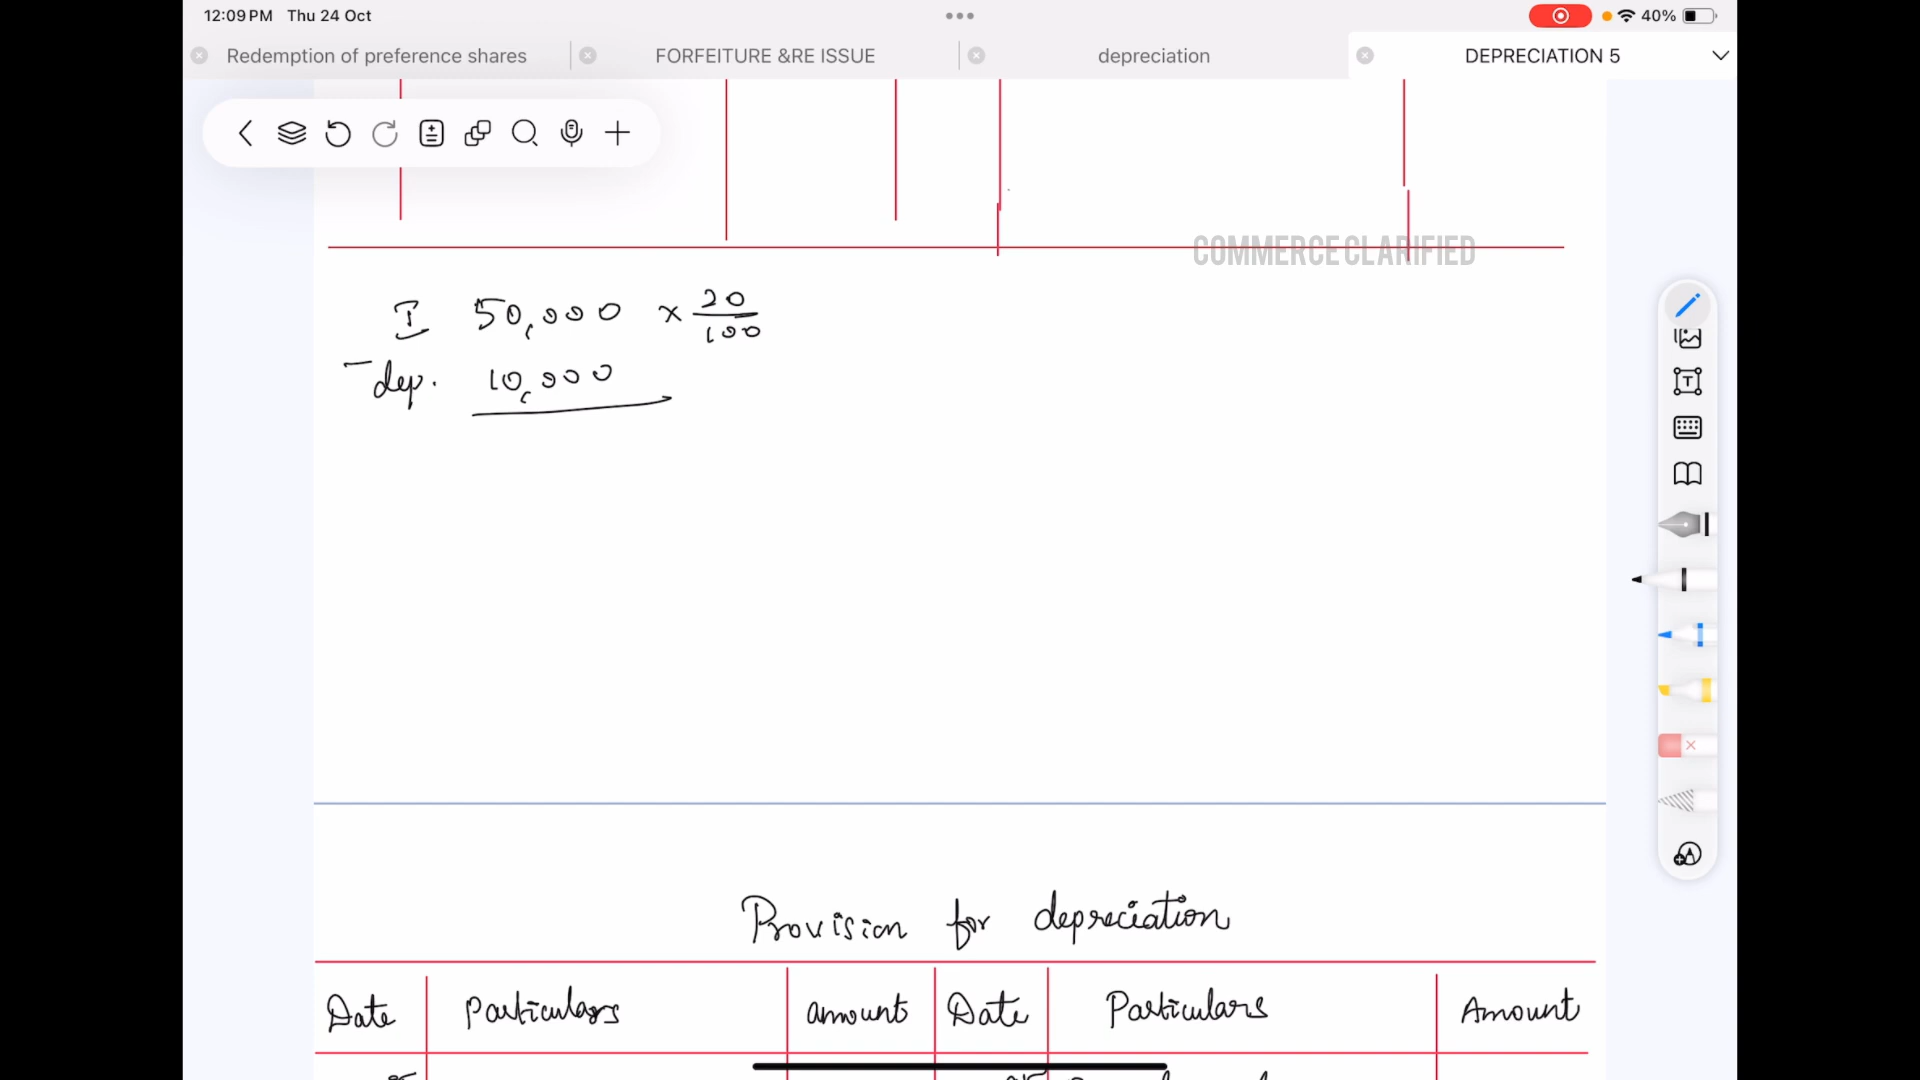 12:09 PM Thu 24 Oct
40%
Redemption of preference shares
FORFEITURE &RE ISSUE
depreciation
DEPRECIATION 5
COMMERCE CLARIFIED
I 50,000 × 20/100
- dep. 10,000
Provision for depreciation
Date Particulars amount Date Particulars Amount